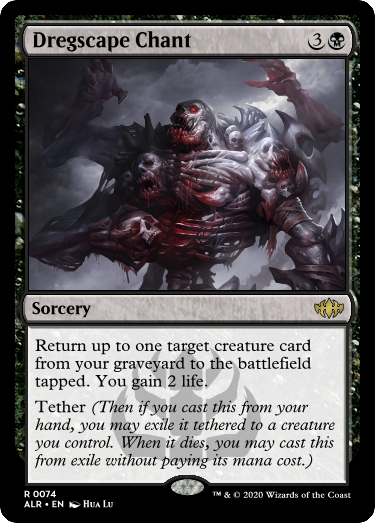 Dregscape Chant 3
Sorcery
Return up to one target creature card
from your graveyard to the battlefield
tapped. You gain 2 life.
Tether (Then if you cast this from your
hand, you may exile it tethered to a creature
you control. When it dies, you may cast this
from exile without paying its mana cost.)
R 0074
ALR • EN Hua Lu
™ & © 2020 Wizards of the Coast